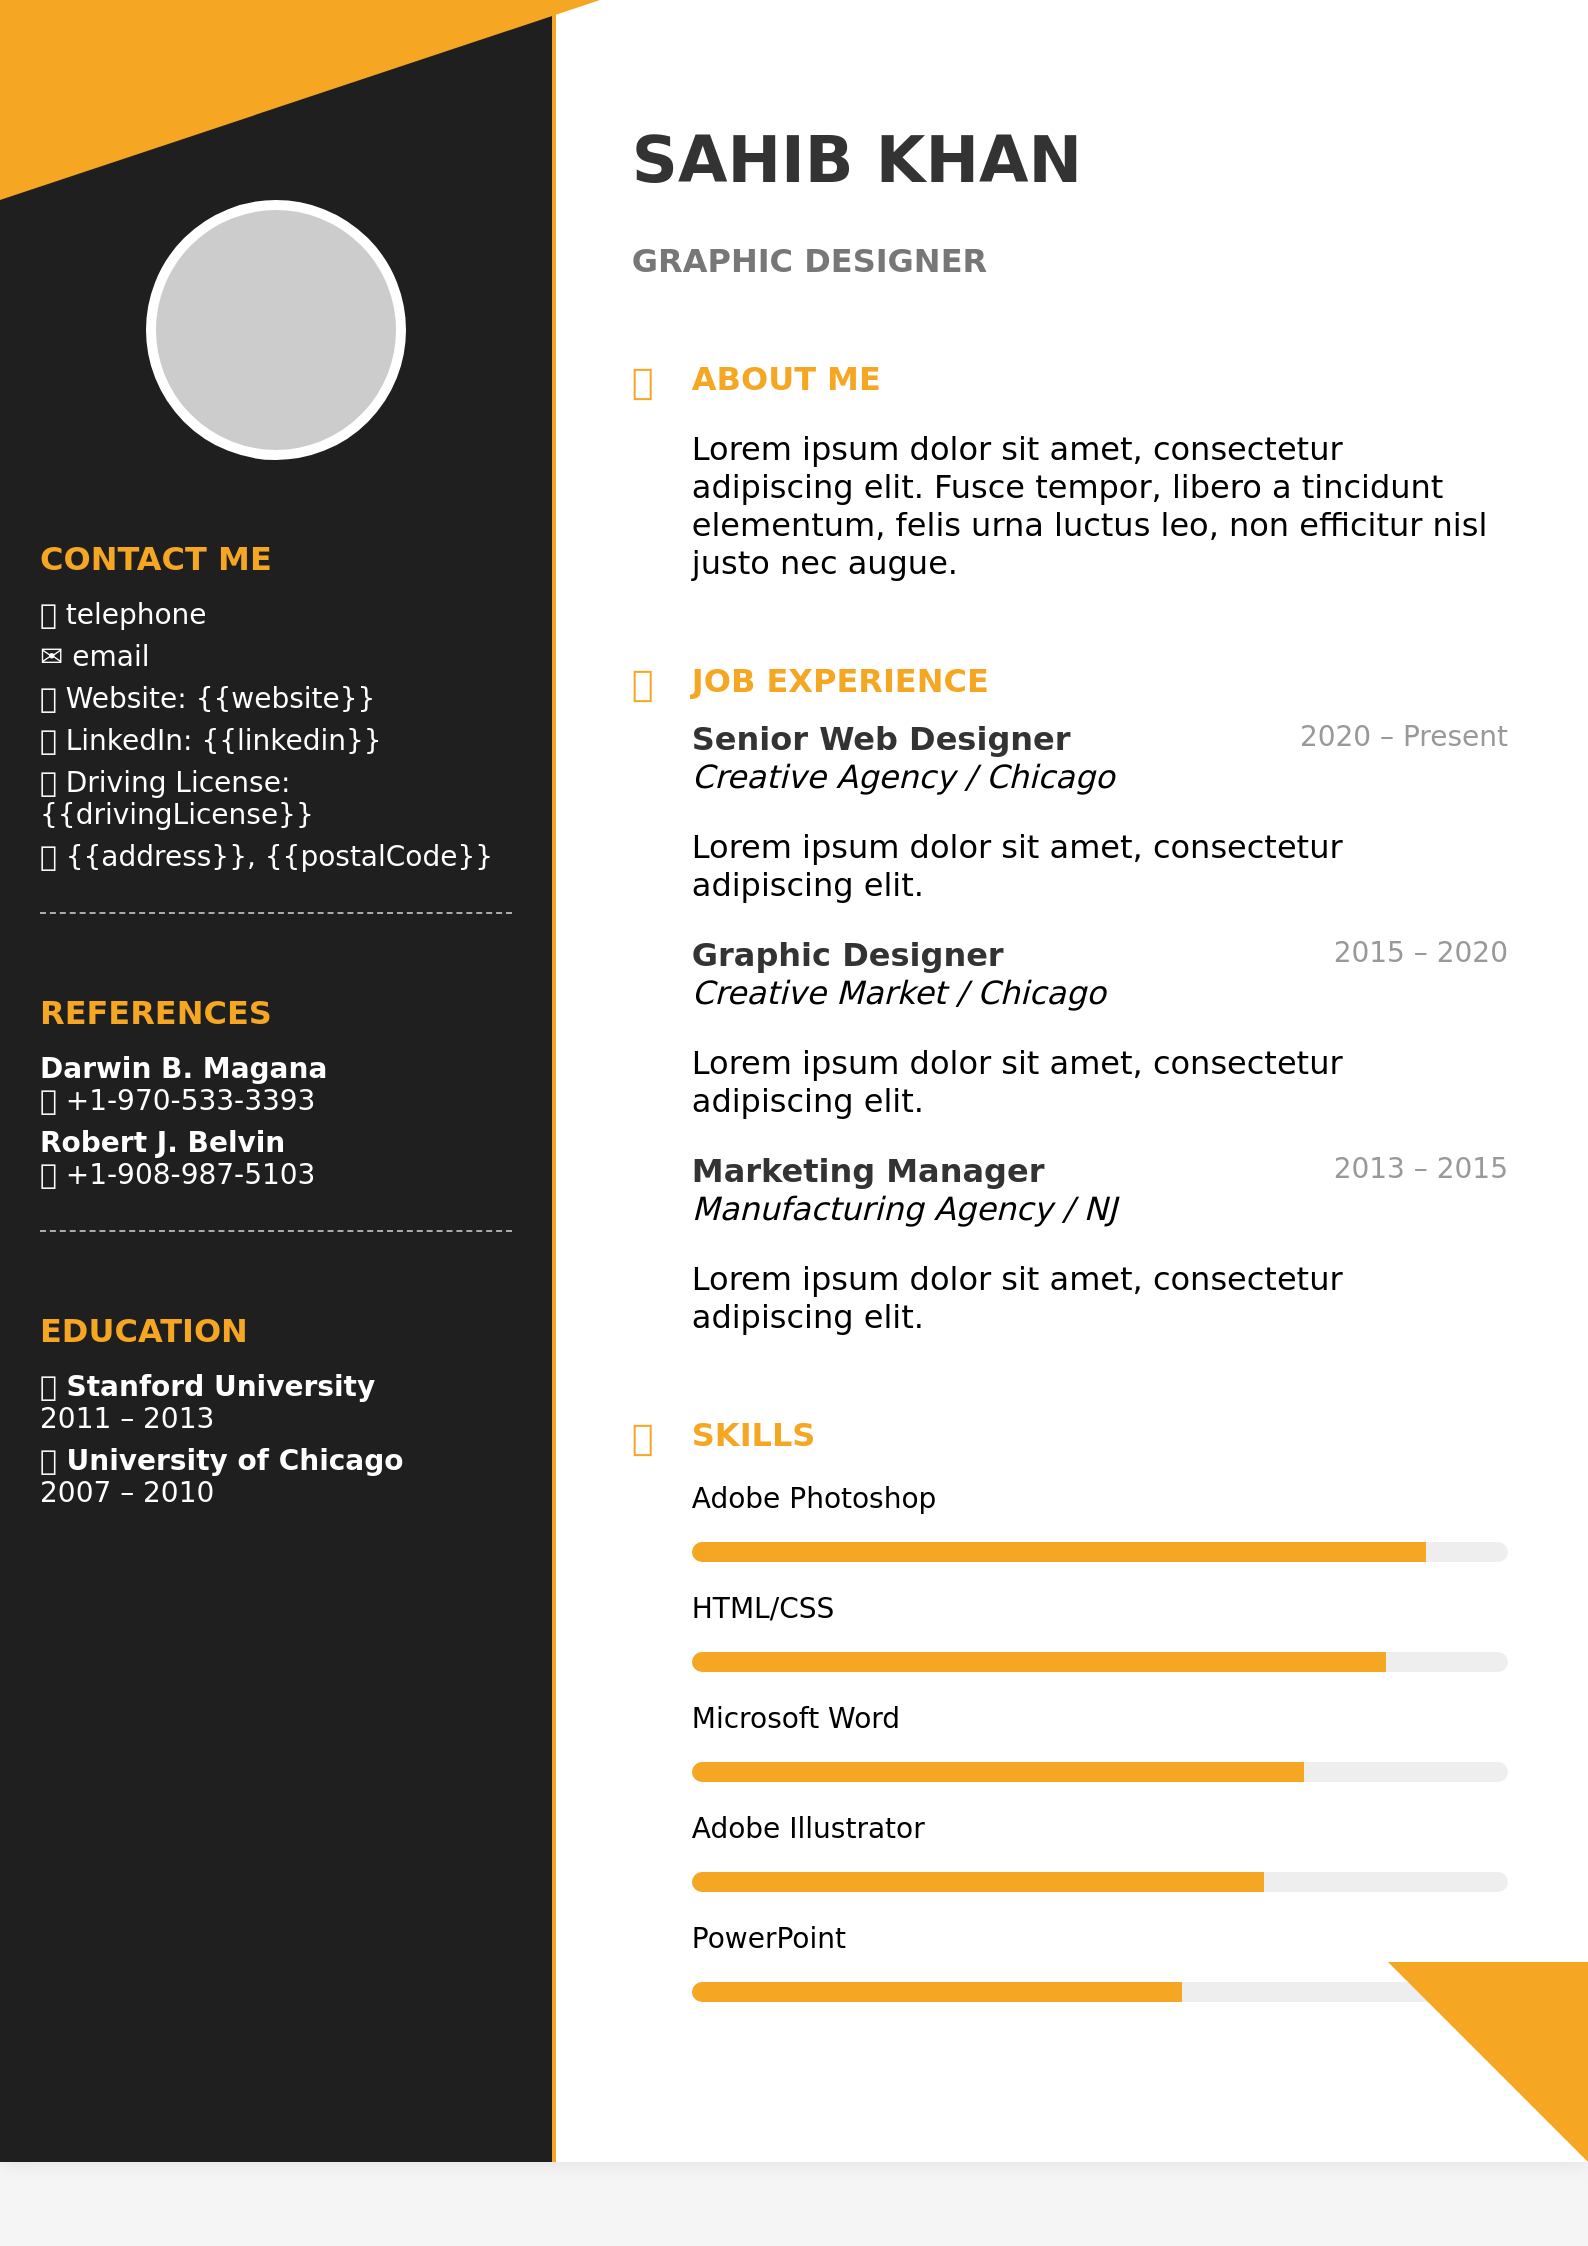 SAHIB KHAN
GRAPHIC DESIGNER
CONTACT ME
telephone
✉ email
Website: {{website}}
LinkedIn: {{linkedin}}
Driving License:
{{drivingLicense}}
{{address}}, {{postalCode}}
REFERENCES
Darwin B. Magana
+1-970-533-3393
Robert J. Belvin
+1-908-987-5103
EDUCATION
Stanford University
2011 – 2013
University of Chicago
2007 – 2010
ABOUT ME
Lorem ipsum dolor sit amet, consectetur
adipiscing elit. Fusce tempor, libero a tincidunt
elementum, felis urna luctus leo, non efficitur nisl
justo nec augue.
JOB EXPERIENCE
Senior Web Designer 2020 – Present
Creative Agency / Chicago
Lorem ipsum dolor sit amet, consectetur
adipiscing elit.
Graphic Designer 2015 – 2020
Creative Market / Chicago
Lorem ipsum dolor sit amet, consectetur
adipiscing elit.
Marketing Manager 2013 – 2015
Manufacturing Agency / NJ
Lorem ipsum dolor sit amet, consectetur
adipiscing elit.
SKILLS
Adobe Photoshop
HTML/CSS
Microsoft Word
Adobe Illustrator
PowerPoint